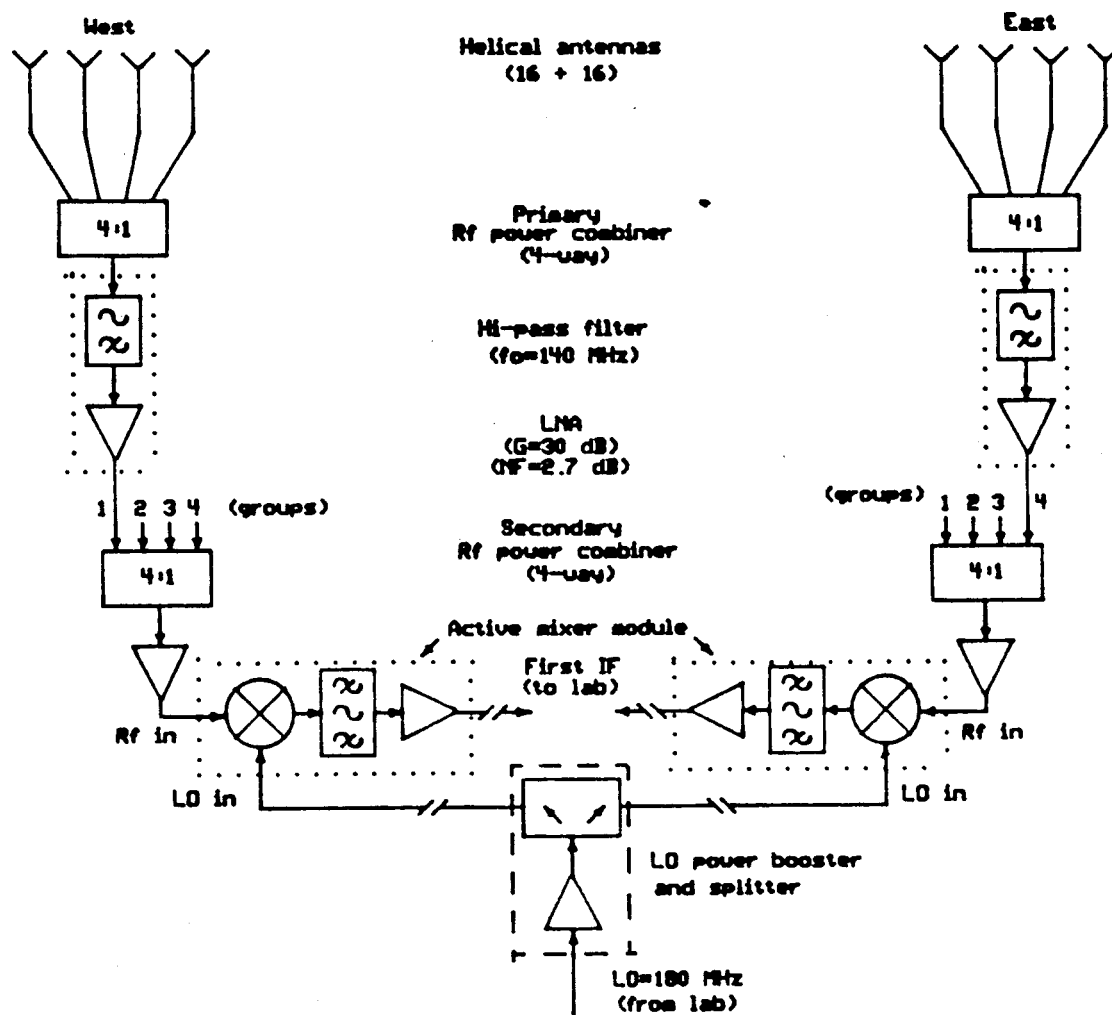 West
East
Helical antennas
(16 + 16)
4:1
4:1
Primary
Rf power combiner
(4-way)
Hi-pass filter
(fo=140 MHz)
LNA
(G=30 dB)
(NF=2.7 dB)
1 2 3 4 (groups)
(groups) 1 2 3 4
Secondary
Rf power combiner
(4-way)
4:1
4:1
Active mixer module
First IF
(to lab)
Rf in
Rf in
LO in
LO in
LO power booster
and splitter
LO=180 MHz
(from lab)